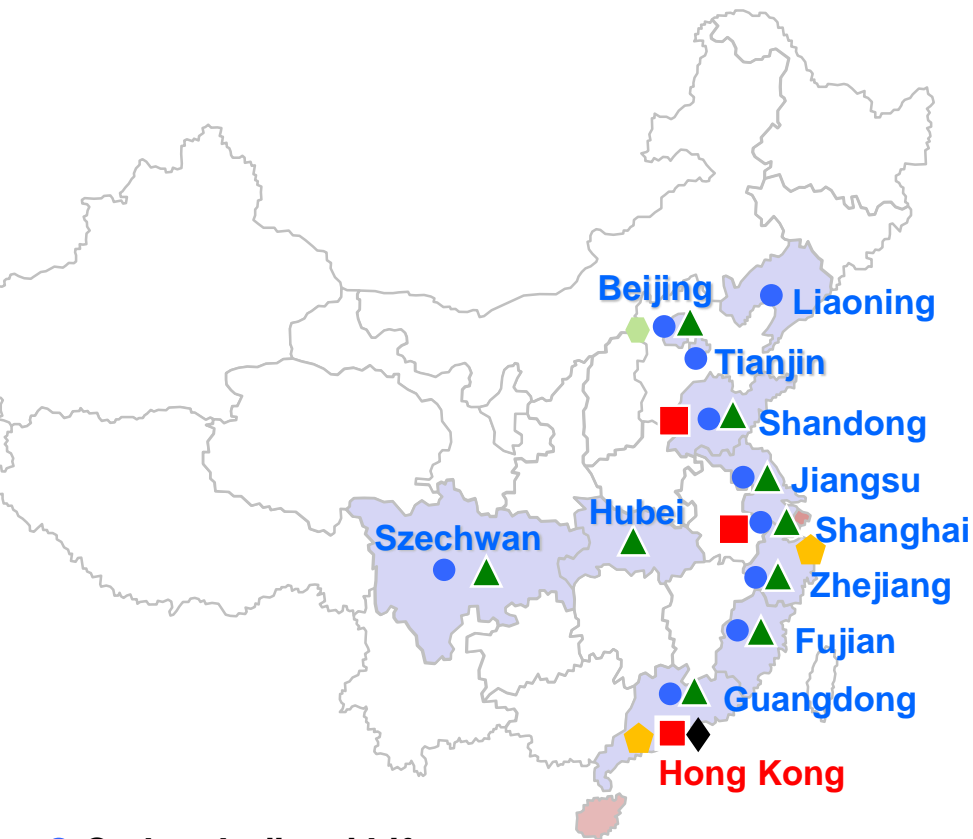 Beijing
Liaoning
Tianjin
Shandong
Jiangsu
Hubei
Szechwan
Shanghai
Zhejiang
Fujian
Guangdong
Hong Kong